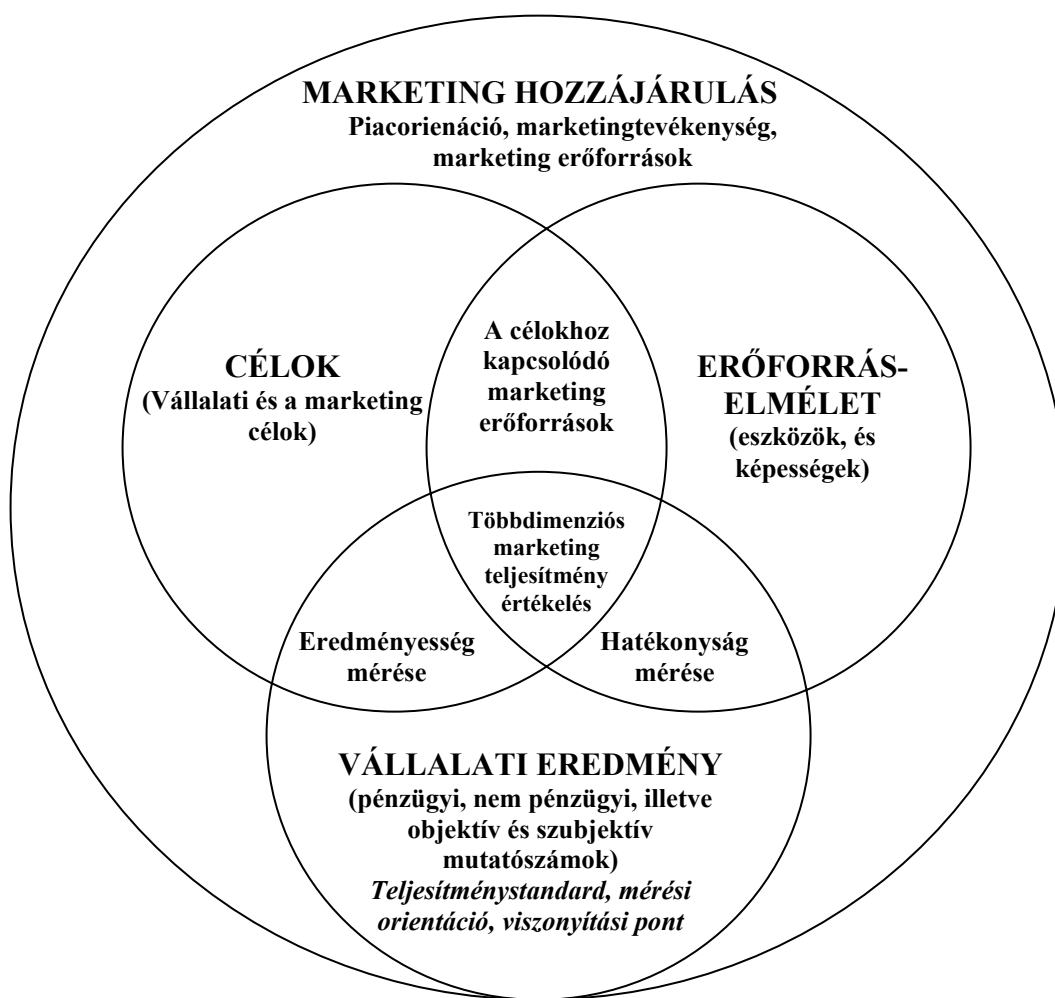 MARKETING HOZZÁJÁRULÁS
Piacorienáció, marketingtevékenység,
marketing erőforrások
CÉLOK
(Vállalati és a marketing
célok)
A célokhoz
kapcsolódó
marketing
erőforrások
ERŐFORRÁS-
ELMÉLET
(eszközök, és
képességek)
Többdimenziós
marketing
teljesítmény
értékelés
Eredményesség
mérése
Hatékonyság
mérése
VÁLLALATI EREDMÉNY
(pénzügyi, nem pénzügyi, illetve
objektív és szubjektív
mutatószámok)
Teljesítménystandard, mérési
orientáció, viszonyítási pont